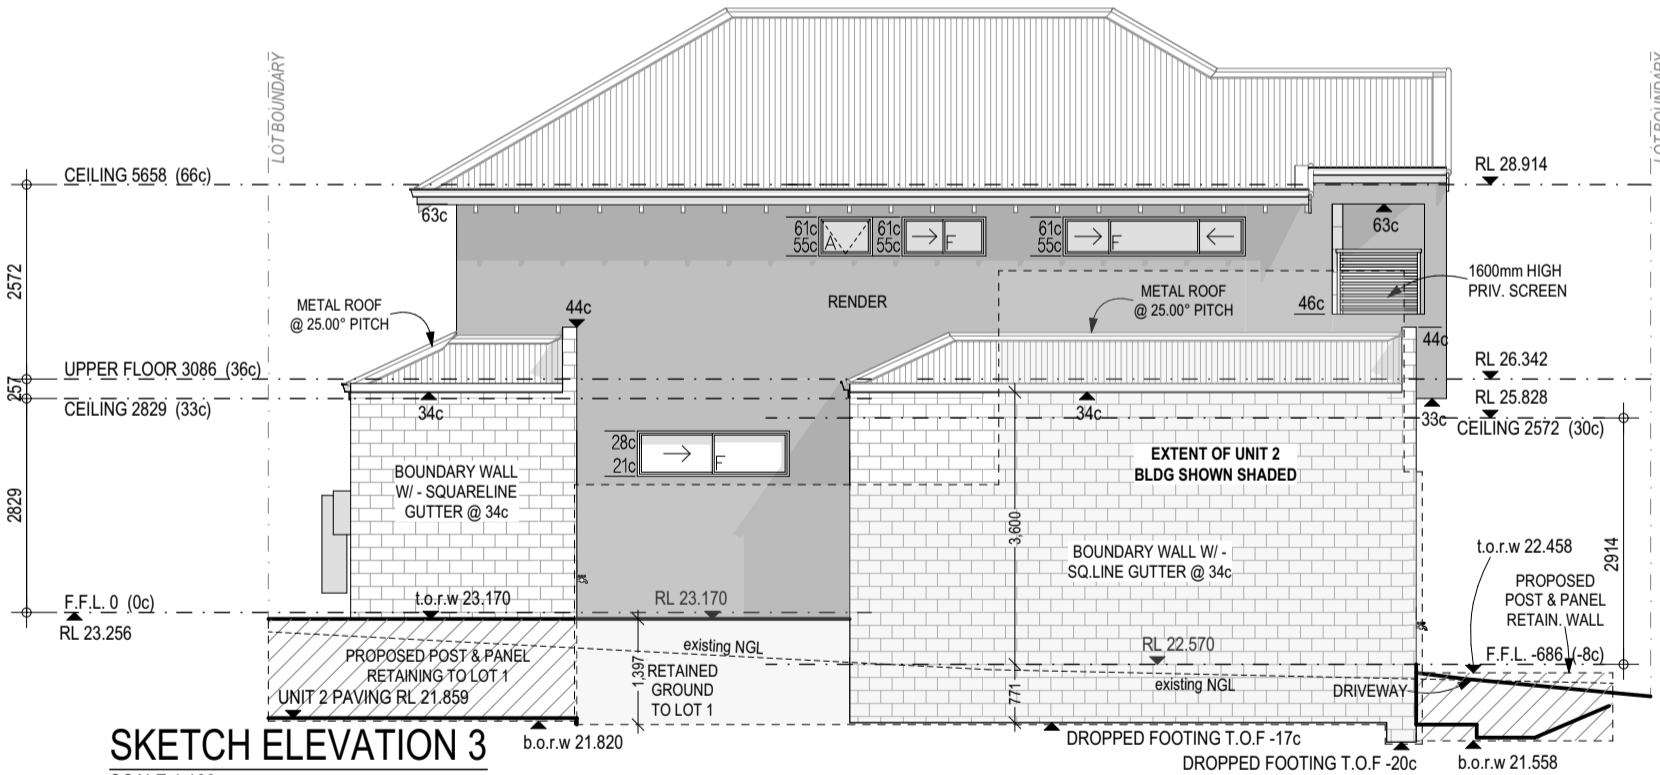 LOT BOUNDARY
LOT BOUNDARY
CEILING 5658 (66c)
RL 28.914
63c
61c
55c
A
61c
55c
F
61c
55c
F
63c
2572
METAL ROOF
@ 25.00° PITCH
44c
RENDER
METAL ROOF
@ 25.00° PITCH
46c
1600mm HIGH
PRIV. SCREEN
44c
UPPER FLOOR 3086 (36c)
RL 26.342
257
CEILING 2829 (33c)
RL 25.828
34c
34c
33c
CEILING 2572 (30c)
28c
21c
F
EXTENT OF UNIT 2
BLDG SHOWN SHADED
BOUNDARY WALL
W/ - SQUARELINE
GUTTER @ 34c
2829
3,600
BOUNDARY WALL W/ -
SQ.LINE GUTTER @ 34c
t.o.r.w 22.458
2914
PROPOSED
POST & PANEL
RETAIN. WALL
F.F.L. 0 (0c)
RL 23.256
t.o.r.w 23.170
RL 23.170
existing NGL
RL 22.570
F.F.L. -686 (-8c)
PROPOSED POST & PANEL
RETAINING TO LOT 1
1,397
RETAINED
GROUND
TO LOT 1
771
existing NGL
DRIVEWAY
UNIT 2 PAVING RL 21.859
SKETCH ELEVATION 3
b.o.r.w 21.820
DROPPED FOOTING T.O.F -17c
DROPPED FOOTING T.O.F -20c
b.o.r.w 21.558